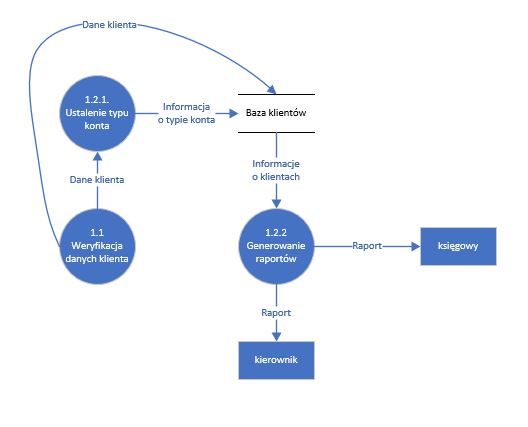 Dane klienta
1.2.1.
Ustalenie typu
konta
Informacja
o typie konta
Baza klientów
Dane klienta
Informacje
o klientach
1.1
Weryfikacja
danych klienta
1.2.2
Generowanie
raportów
Raport
księgowy
Raport
kierownik